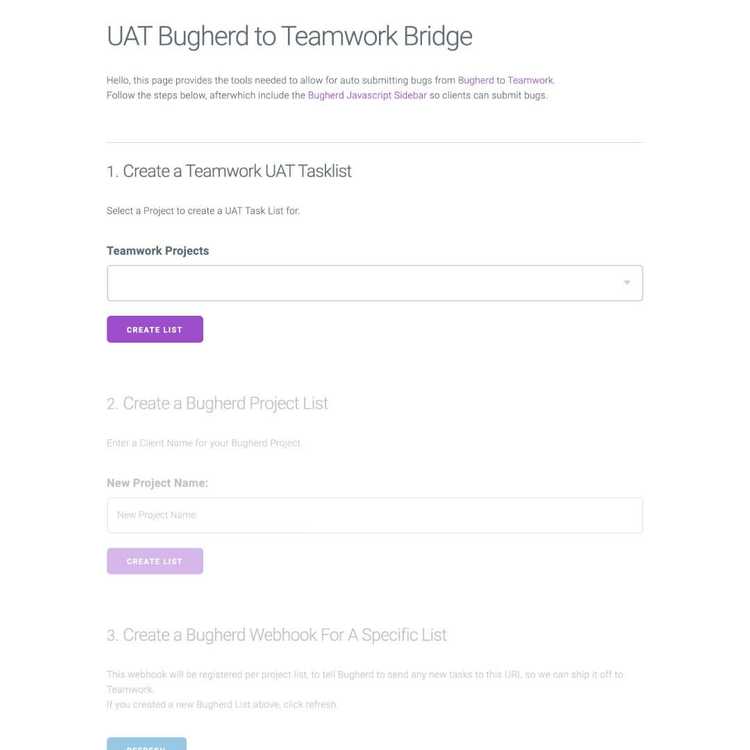 UAT Bugherd to Teamwork Bridge
Hello, this page provides the tools needed to allow for auto submitting bugs from Bugherd to Teamwork.
Follow the steps below, afterwhich include the Bugherd Javascript Sidebar so clients can submit bugs.
1. Create a Teamwork UAT Tasklist
Select a Project to create a UAT Task List for.
Teamwork Projects
CREATE LIST
2. Create a Bugherd Project List
Enter a Client Name for your Bugherd Project.
New Project Name:
New Project Name
CREATE LIST
3. Create a Bugherd Webhook For A Specific List
This webhook will be registered per project list, to tell Bugherd to send any new tasks to this URL so we can ship it off to
Teamwork.
If you created a new Bugherd List above, click refresh.
REFRESH